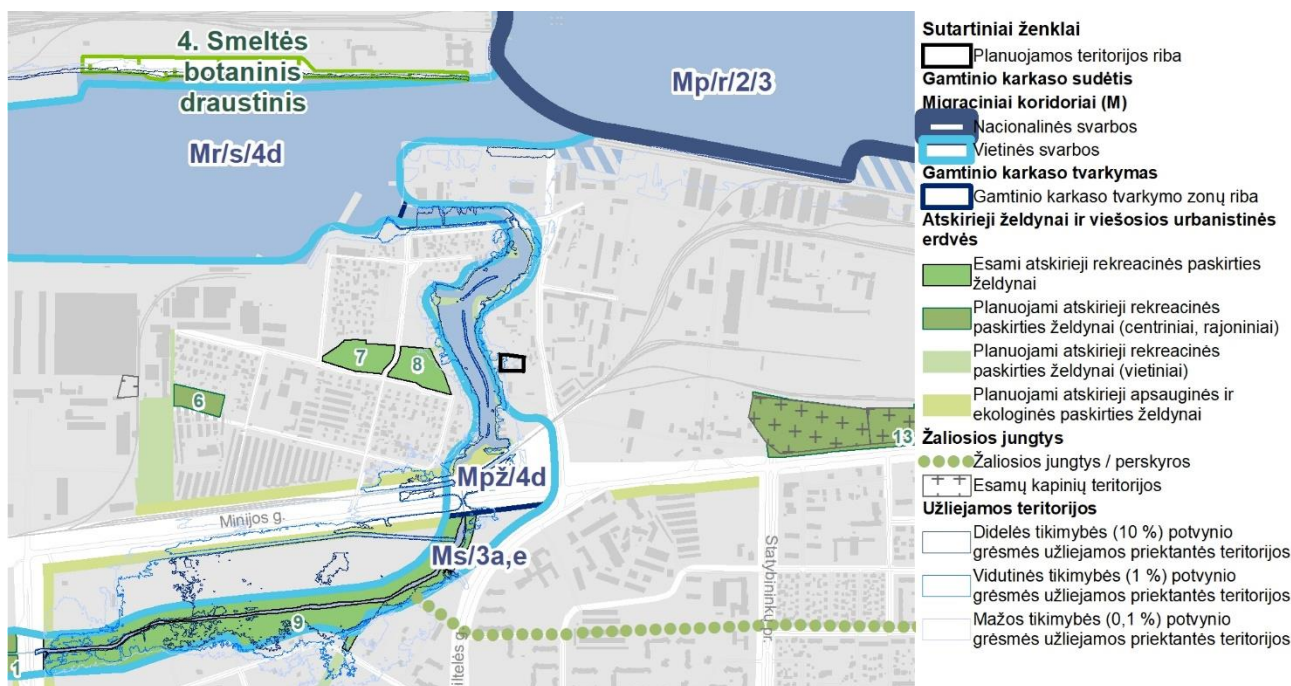 4. Smeltės
botaninis
draustinis
Mp/r/2/3
Mr/s/4d
7
8
6
13
Mpž/4d
Minijos g.
Ms/3a,e
Statybininkų pr.
9
1
Sutartiniai ženklai
Planuojamos teritorijos riba
Gamtinio karkaso sudėtis
Migraciniai koridoriai (M)
Nacionalinės svarbos
Vietinės svarbos
Gamtinio karkaso tvarkymas
Gamtinio karkaso tvarkymo zonų riba
Atskirieji želdynai ir viešosios urbanistinės
erdvės
Esami atskirieji rekreacinės paskirties
želdynai
Planuojami atskirieji rekreacinės
paskirties želdynai (centriniai, rajoniniai)
Planuojami atskirieji rekreacinės
paskirties želdynai (vietiniai)
Planuojami atskirieji apsauginės ir
ekologinės paskirties želdynai
Žaliosios jungtys
Žaliosios jungtys / perskyros
Esamų kapinių teritorijos
Užliejamos teritorijos
Didelės tikimybės (10 %) potvynio
grėsmės užliejamos priektantės teritorijos
Vidutinės tikimybės (1 %) potvynio
grėsmės užliejamos priektantės teritorijos
Mažos tikimybės (0,1 %) potvynio
grėsmės užliejamos priektantės teritorijos